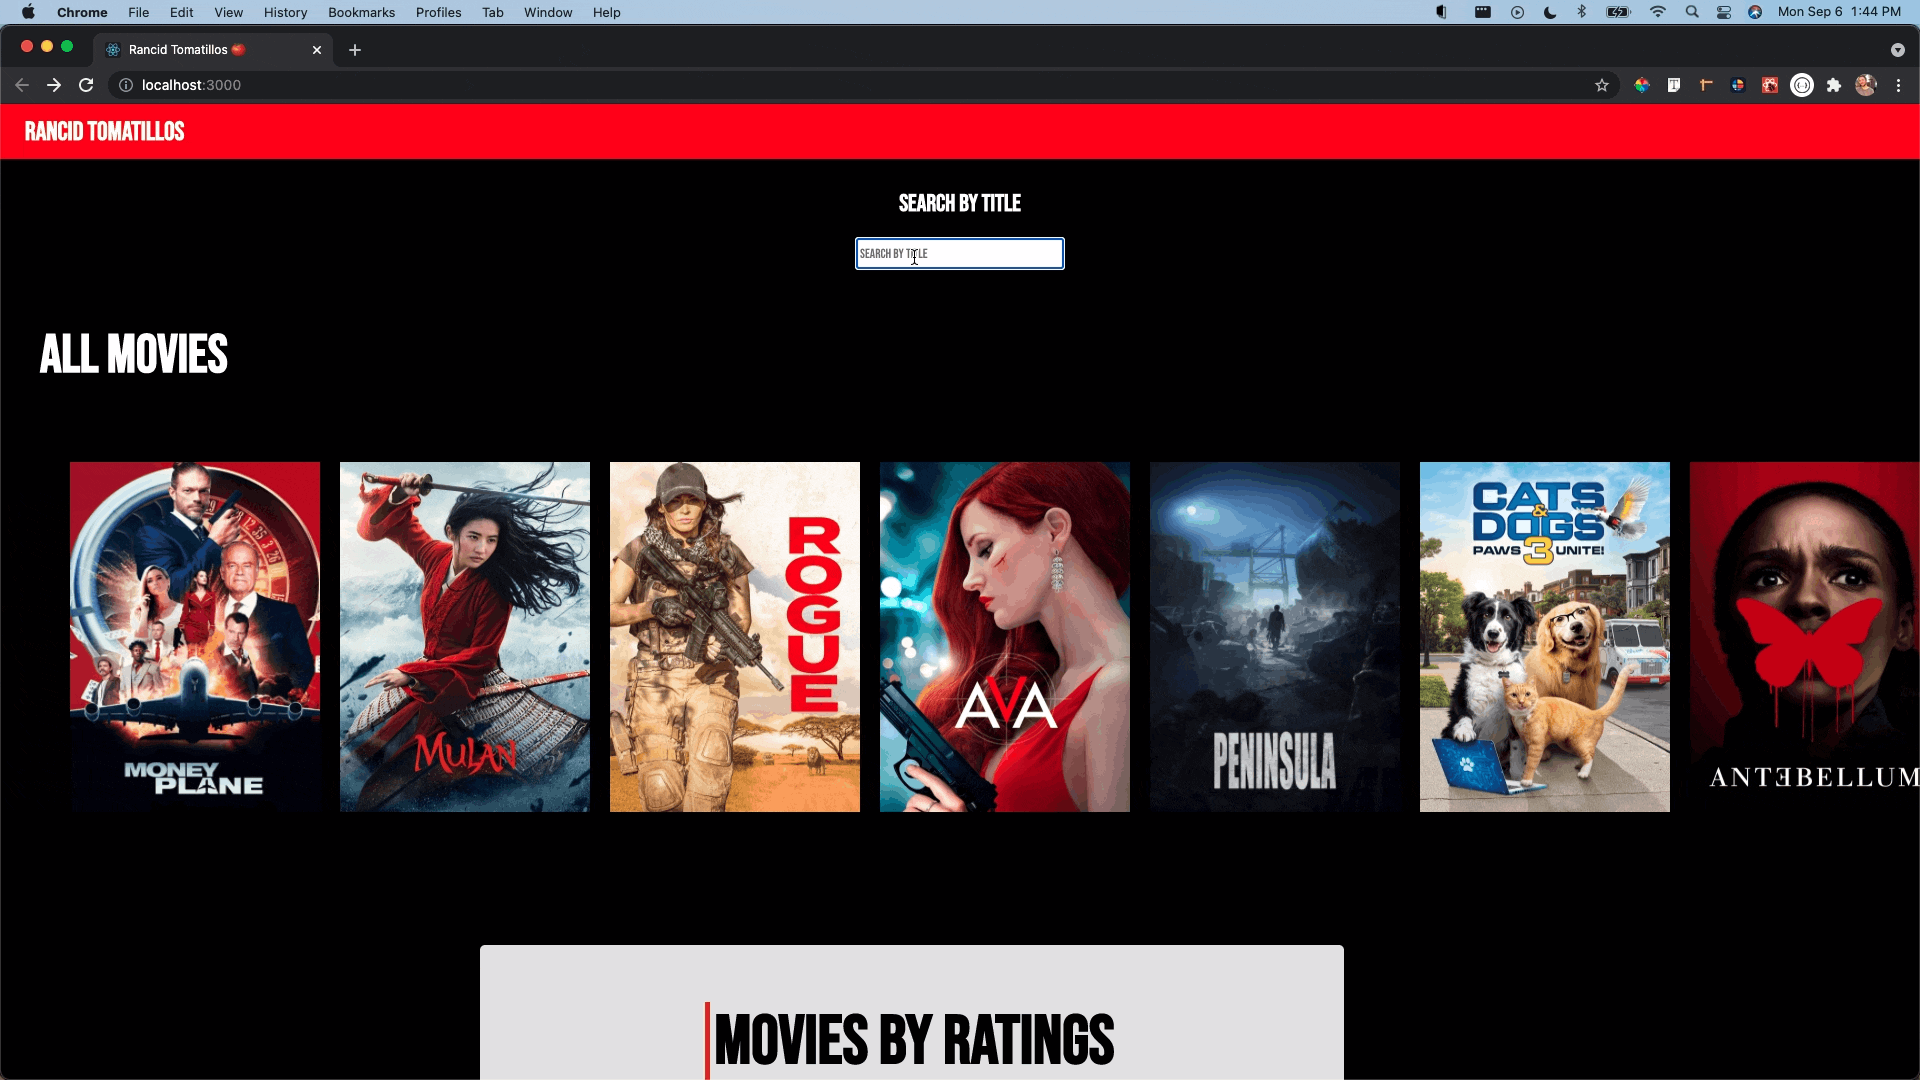 Chrome File Edit View History Bookmarks Profiles Tab Window Help Mon Sep 6 1:44 PM
Rancid Tomatillos
localhost:3000
RANCID TOMATILLOS
SEARCH BY TITLE
SEARCH BY TITLE
ALL MOVIES
MONEY
PLANE
MULAN
ROGUE
AVA
PENINSULA
CATS
&
DOGS
PAWS 3 UNITE!
ANTEBELLUM
MOVIES BY RATINGS